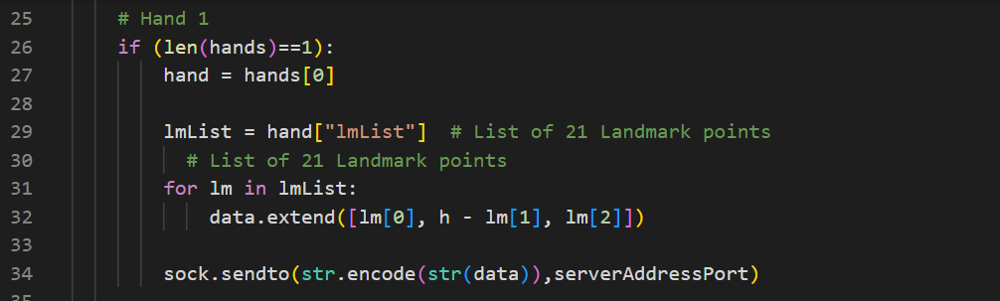 25 # Hand 1
26 if (len(hands)==1):
27 hand = hands[0]
28
29 lmList = hand["lmList"]  # List of 21 Landmark points
30 # List of 21 Landmark points
31 for lm in lmList:
32 data.extend([lm[0], h - lm[1], lm[2]])
33
34 sock.sendto(str.encode(str(data)),serverAddressPort)